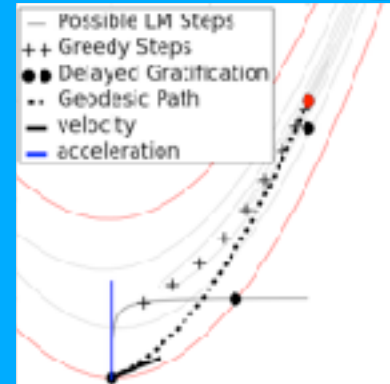 Possible LM Steps
Greedy Steps
Delayed Gratification
Geodesic Path
velocity
acceleration